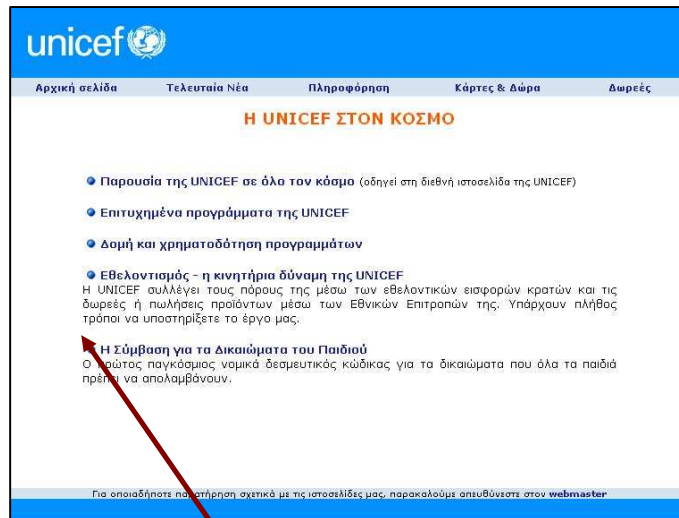 unicef
Αρχική σελίδα Τελευταία Νέα Πληροφόρηση Κάρτες & Δώρα Δωρεές
Η UNICEF ΣΤΟΝ ΚΟΣΜΟ
Παρουσία της UNICEF σε όλο τον κόσμο (οδηγεί στη διεθνή ιστοσελίδα της UNICEF)
Επιτυχημένα προγράμματα της UNICEF
Δομή και χρηματοδότηση προγραμμάτων
Εθελοντισμός - η κινητήρια δύναμη της UNICEF
Η UNICEF συλλέγει τους πόρους της μέσω των εθελοντικών εισφορών κρατών και τις
δωρεές ή πωλήσεις προϊόντων μέσω των Εθνικών Επιτροπών της. Υπάρχουν πλήθος
τρόποι να υποστηρίξετε το έργο μας.
Η Σύμβαση για τα Δικαιώματα του Παιδιού
Ο πρώτος παγκόσμιος νομικά δεσμευτικός κώδικας για τα δικαιώματα που όλα τα παιδιά
πρέπει να απολαμβάνουν.
Για οποιαδήποτε παρατήρηση σχετικά με τις ιστοσελίδες μας, παρακαλούμε απευθύνεστε στον webmaster